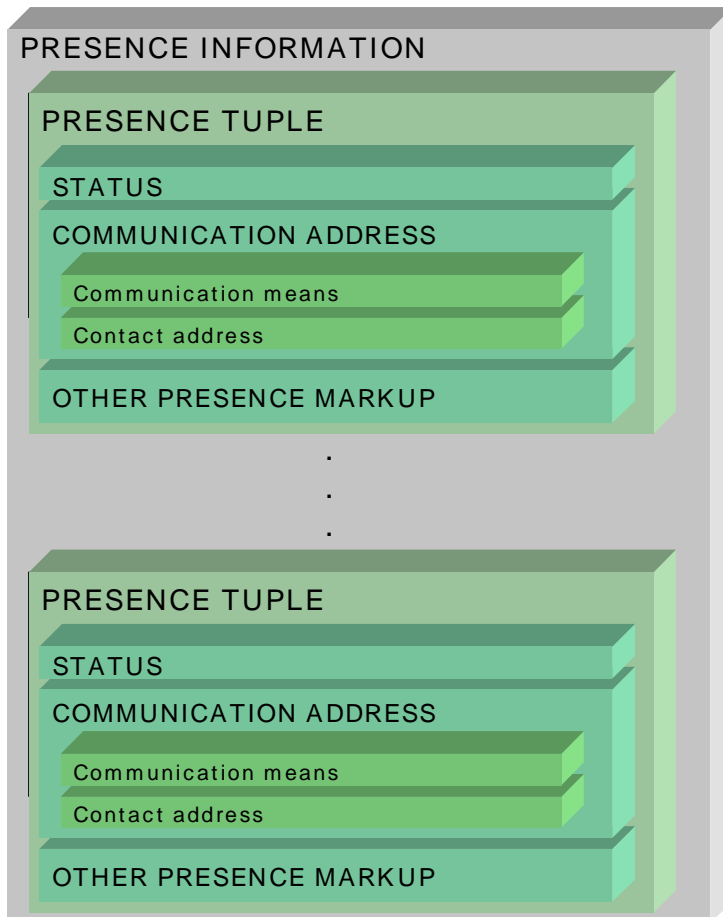 PRESENCE INFORMATION
PRESENCE TUPLE
STATUS
COMMUNICATION ADDRESS
Communication means
Contact address
OTHER PRESENCE MARKUP
.
.
.
PRESENCE TUPLE
STATUS
COMMUNICATION ADDRESS
Communication means
Contact address
OTHER PRESENCE MARKUP